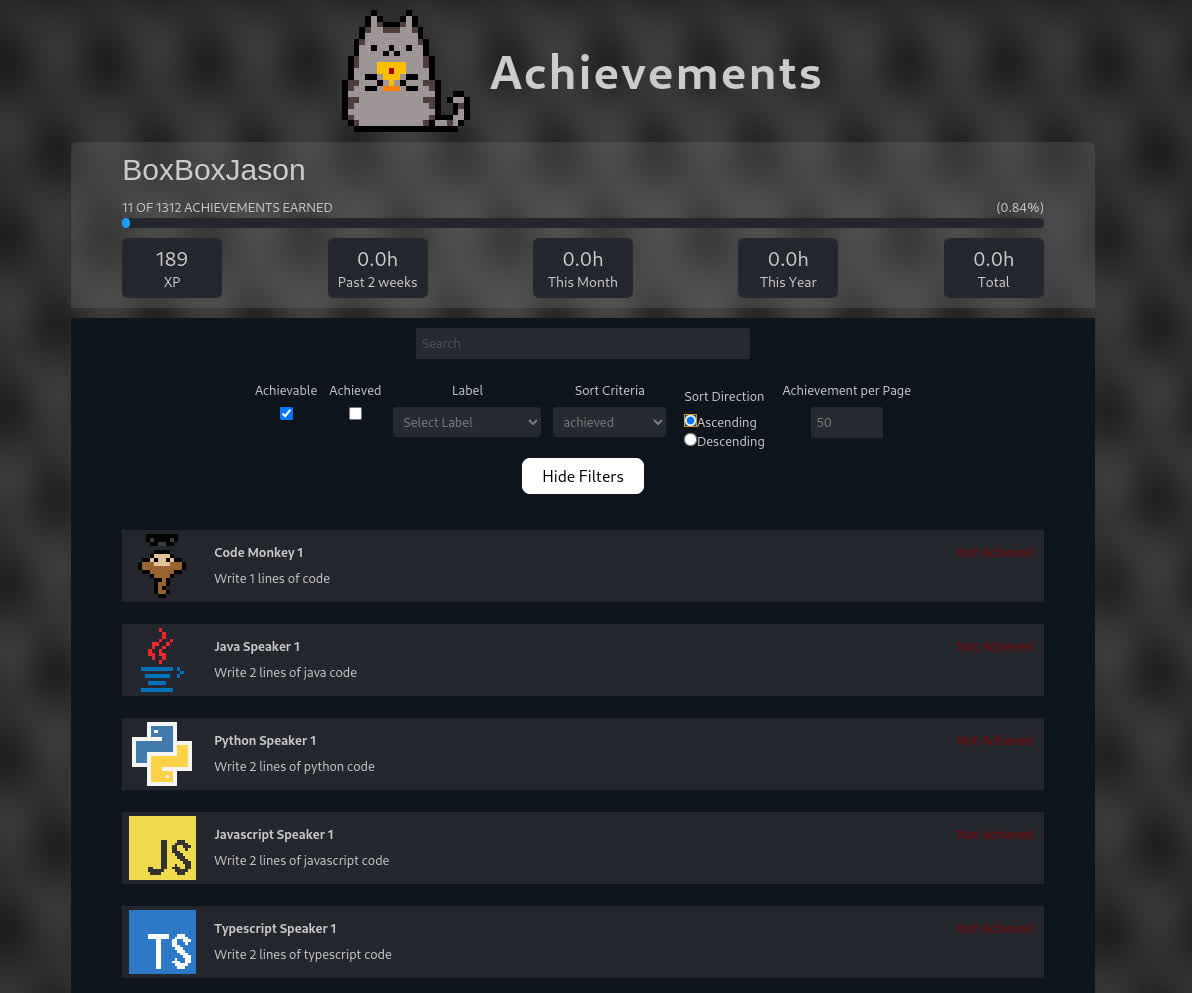 Achievements
BoxBoxJason
11 OF 1312 ACHIEVEMENTS EARNED (0.84%)
189 0.0h 0.0h 0.0h 0.0h
XP Past 2 weeks This Month This Year Total
Search
Achievable Achieved Label Sort Criteria Sort Direction Achievement per Page
Select Label achieved Ascending 50
Descending
Hide Filters
Code Monkey 1 Not Achieved
Write 1 lines of code
Java Speaker 1 Not Achieved
Write 2 lines of java code
Python Speaker 1 Not Achieved
Write 2 lines of python code
Javascript Speaker 1 Not Achieved
JS
Write 2 lines of javascript code
Typescript Speaker 1 Not Achieved
TS
Write 2 lines of typescript code